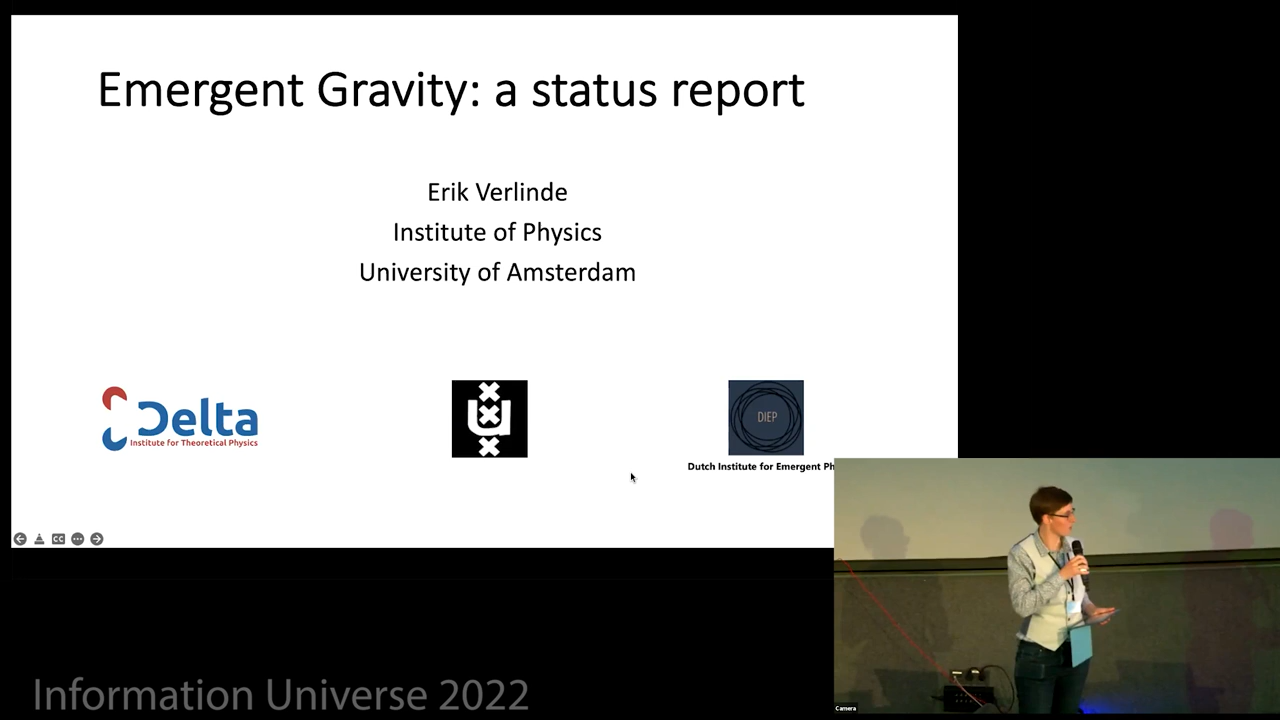 Emergent Gravity: a status report
Erik Verlinde
Institute of Physics
University of Amsterdam
Delta
Institute for Theoretical Physics
U
DIEP
Dutch Institute for Emergent Ph
CC
Camera
Information Universe 2022